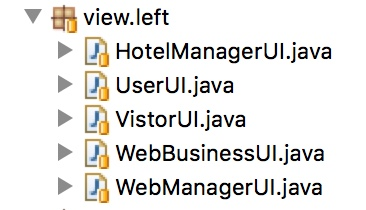 view.left
HotelManagerUI.java
UserUI.java
VistorUI.java
WebBusinessUI.java
WebManagerUI.java